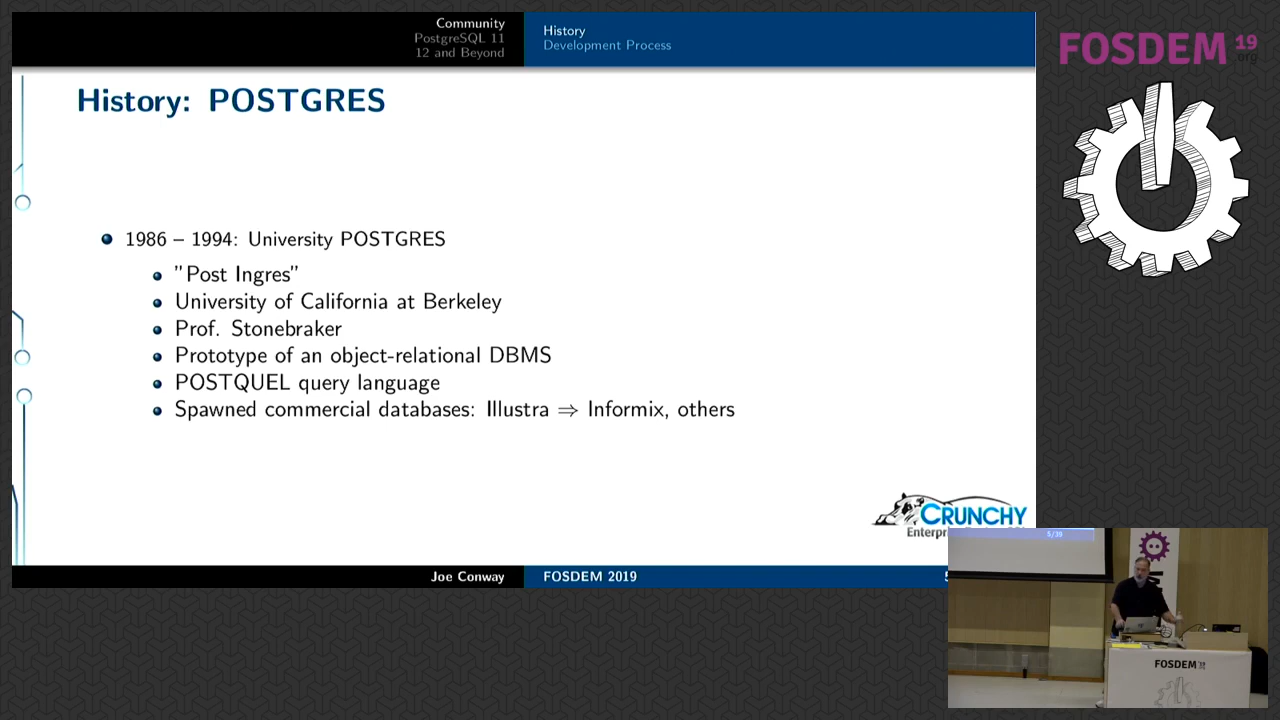 Community
PostgreSQL 11
12 and Beyond
History
Development Process
FOSDEM 19
.org
History: POSTGRES
1986 – 1994: University POSTGRES
"Post Ingres"
University of California at Berkeley
Prof. Stonebraker
Prototype of an object-relational DBMS
POSTQUEL query language
Spawned commercial databases: Illustra ⇒ Informix, others
CRUNCHY
Joe Conway
FOSDEM 2019
5/39
FOSDEM